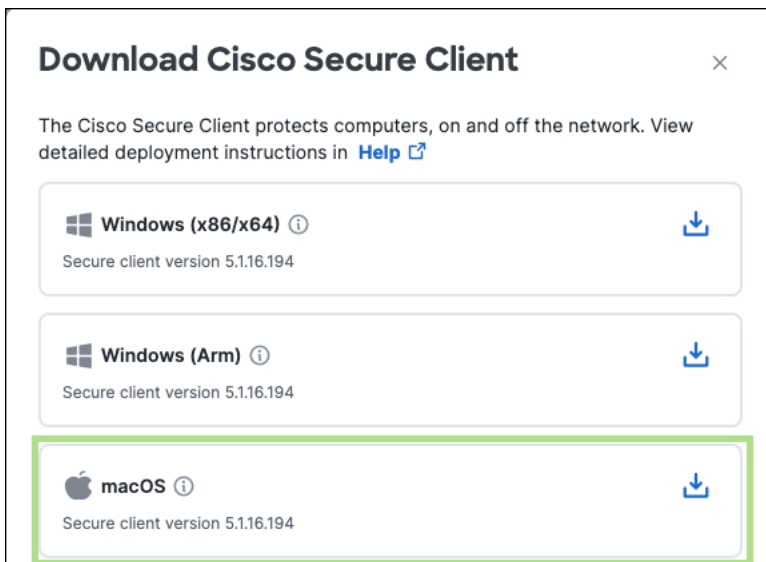 Download Cisco Secure Client
The Cisco Secure Client protects computers, on and off the network. View
detailed deployment instructions in Help
Windows (x86/x64)
Secure client version 5.1.16.194
Windows (Arm)
Secure client version 5.1.16.194
macOS
Secure client version 5.1.16.194